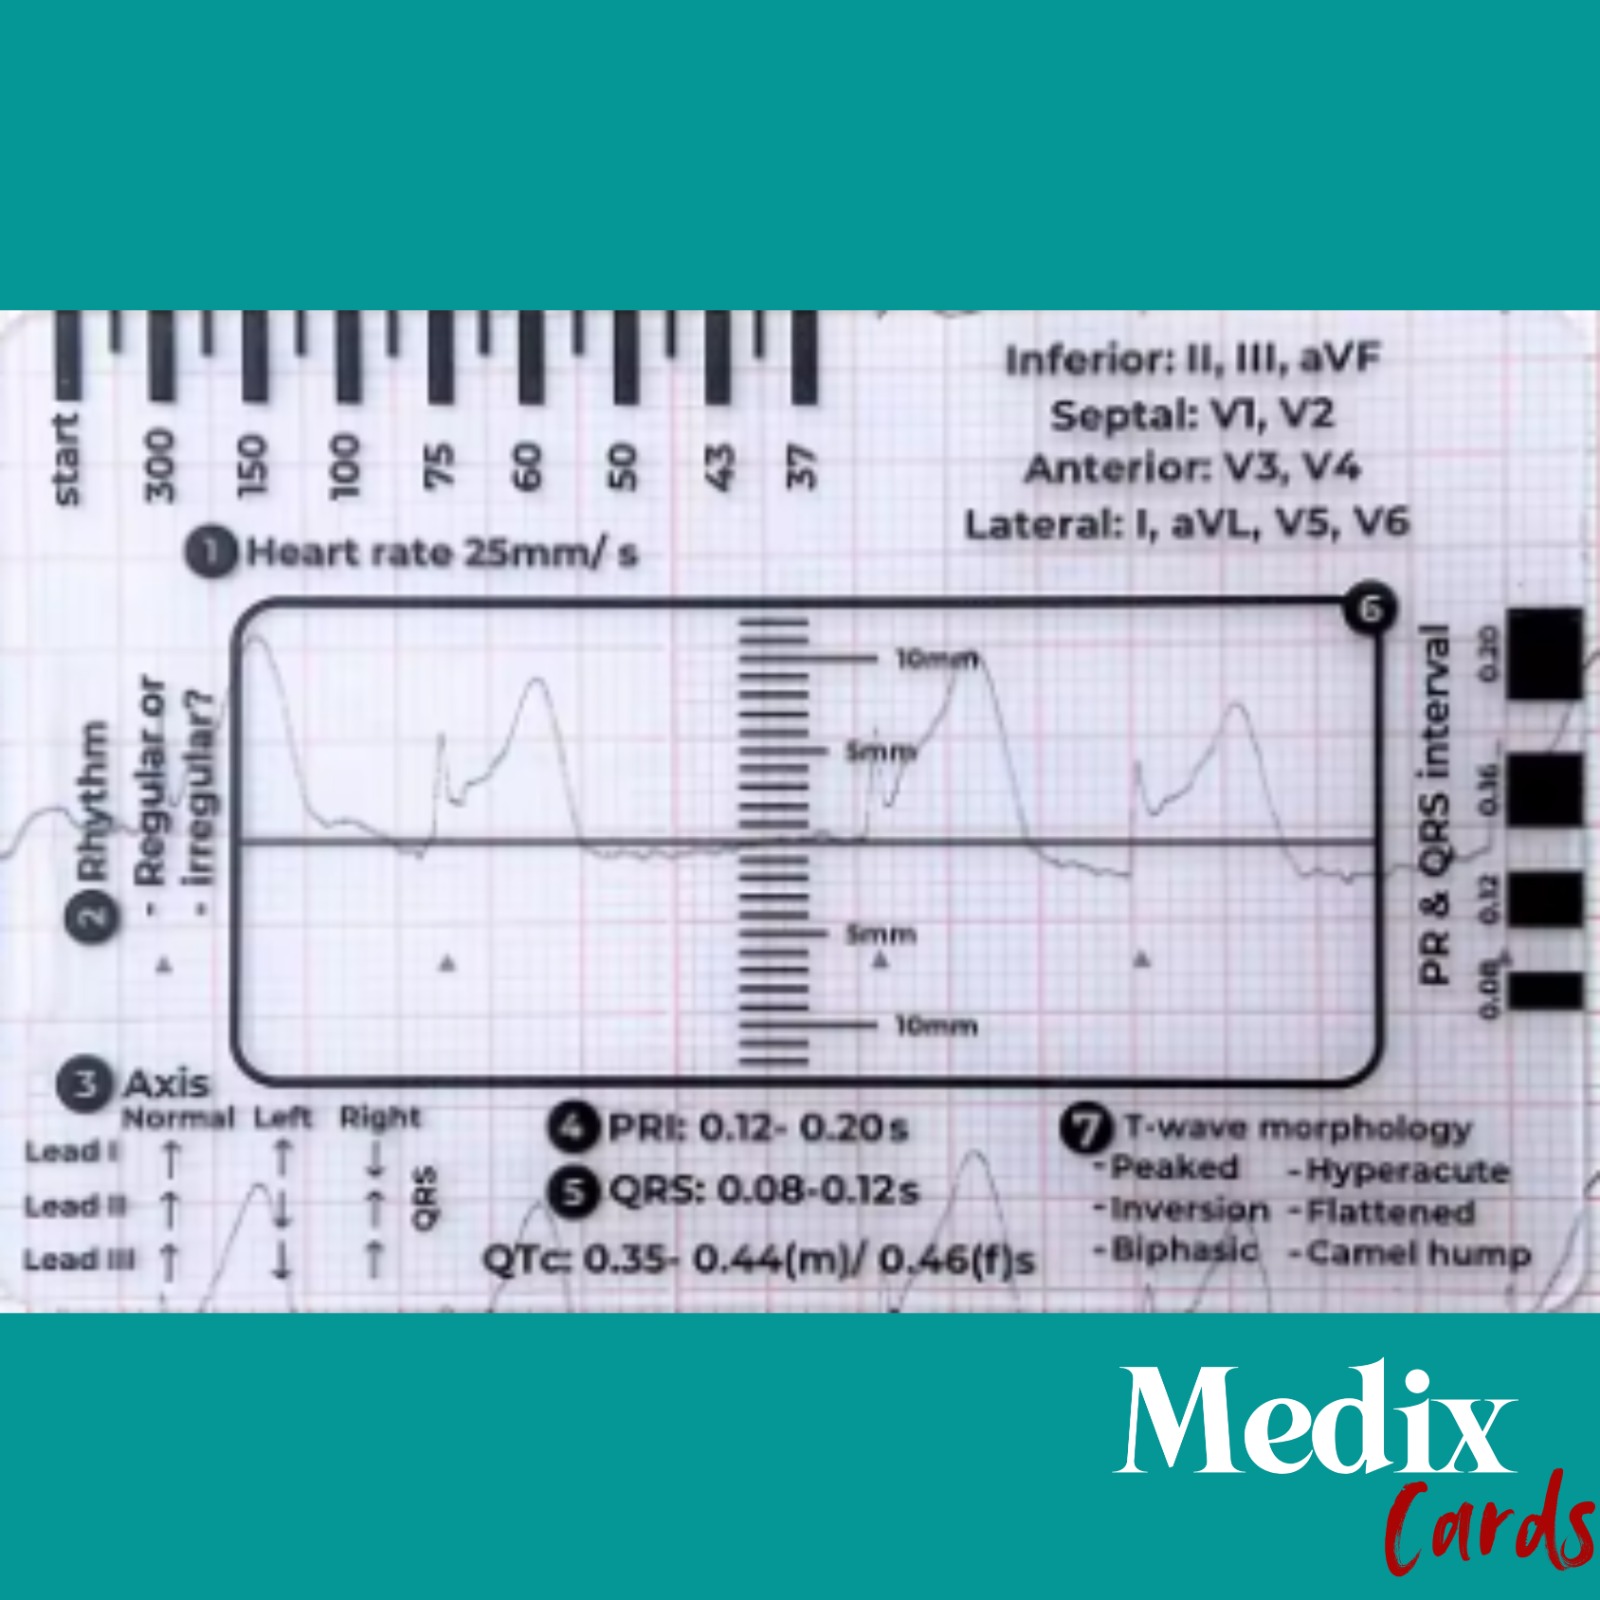 start 300 150 100 75 60 50 43 37
1 Heart rate 25mm/ s
Inferior: II, III, aVF
Septal: V1, V2
Anterior: V3, V4
Lateral: I, aVL, V5, V6
2 Rhythm
- Regular or
- irregular?
10mm
5mm
5mm
10mm
6
PR & QRS interval
0.20
0.16
0.12
0.08
3 Axis
Normal Left Right
Lead I ↑ ↑ ↓
Lead II ↑ ↓ ↑
Lead III ↑ ↓ ↑
QRS
4 PRI: 0.12- 0.20s
5 QRS: 0.08-0.12s
QTc: 0.35- 0.44(m)/ 0.46(f)s
7 T-wave morphology
- Peaked - Hyperacute
- Inversion - Flattened
- Biphasic - Camel hump
Medix
Cards